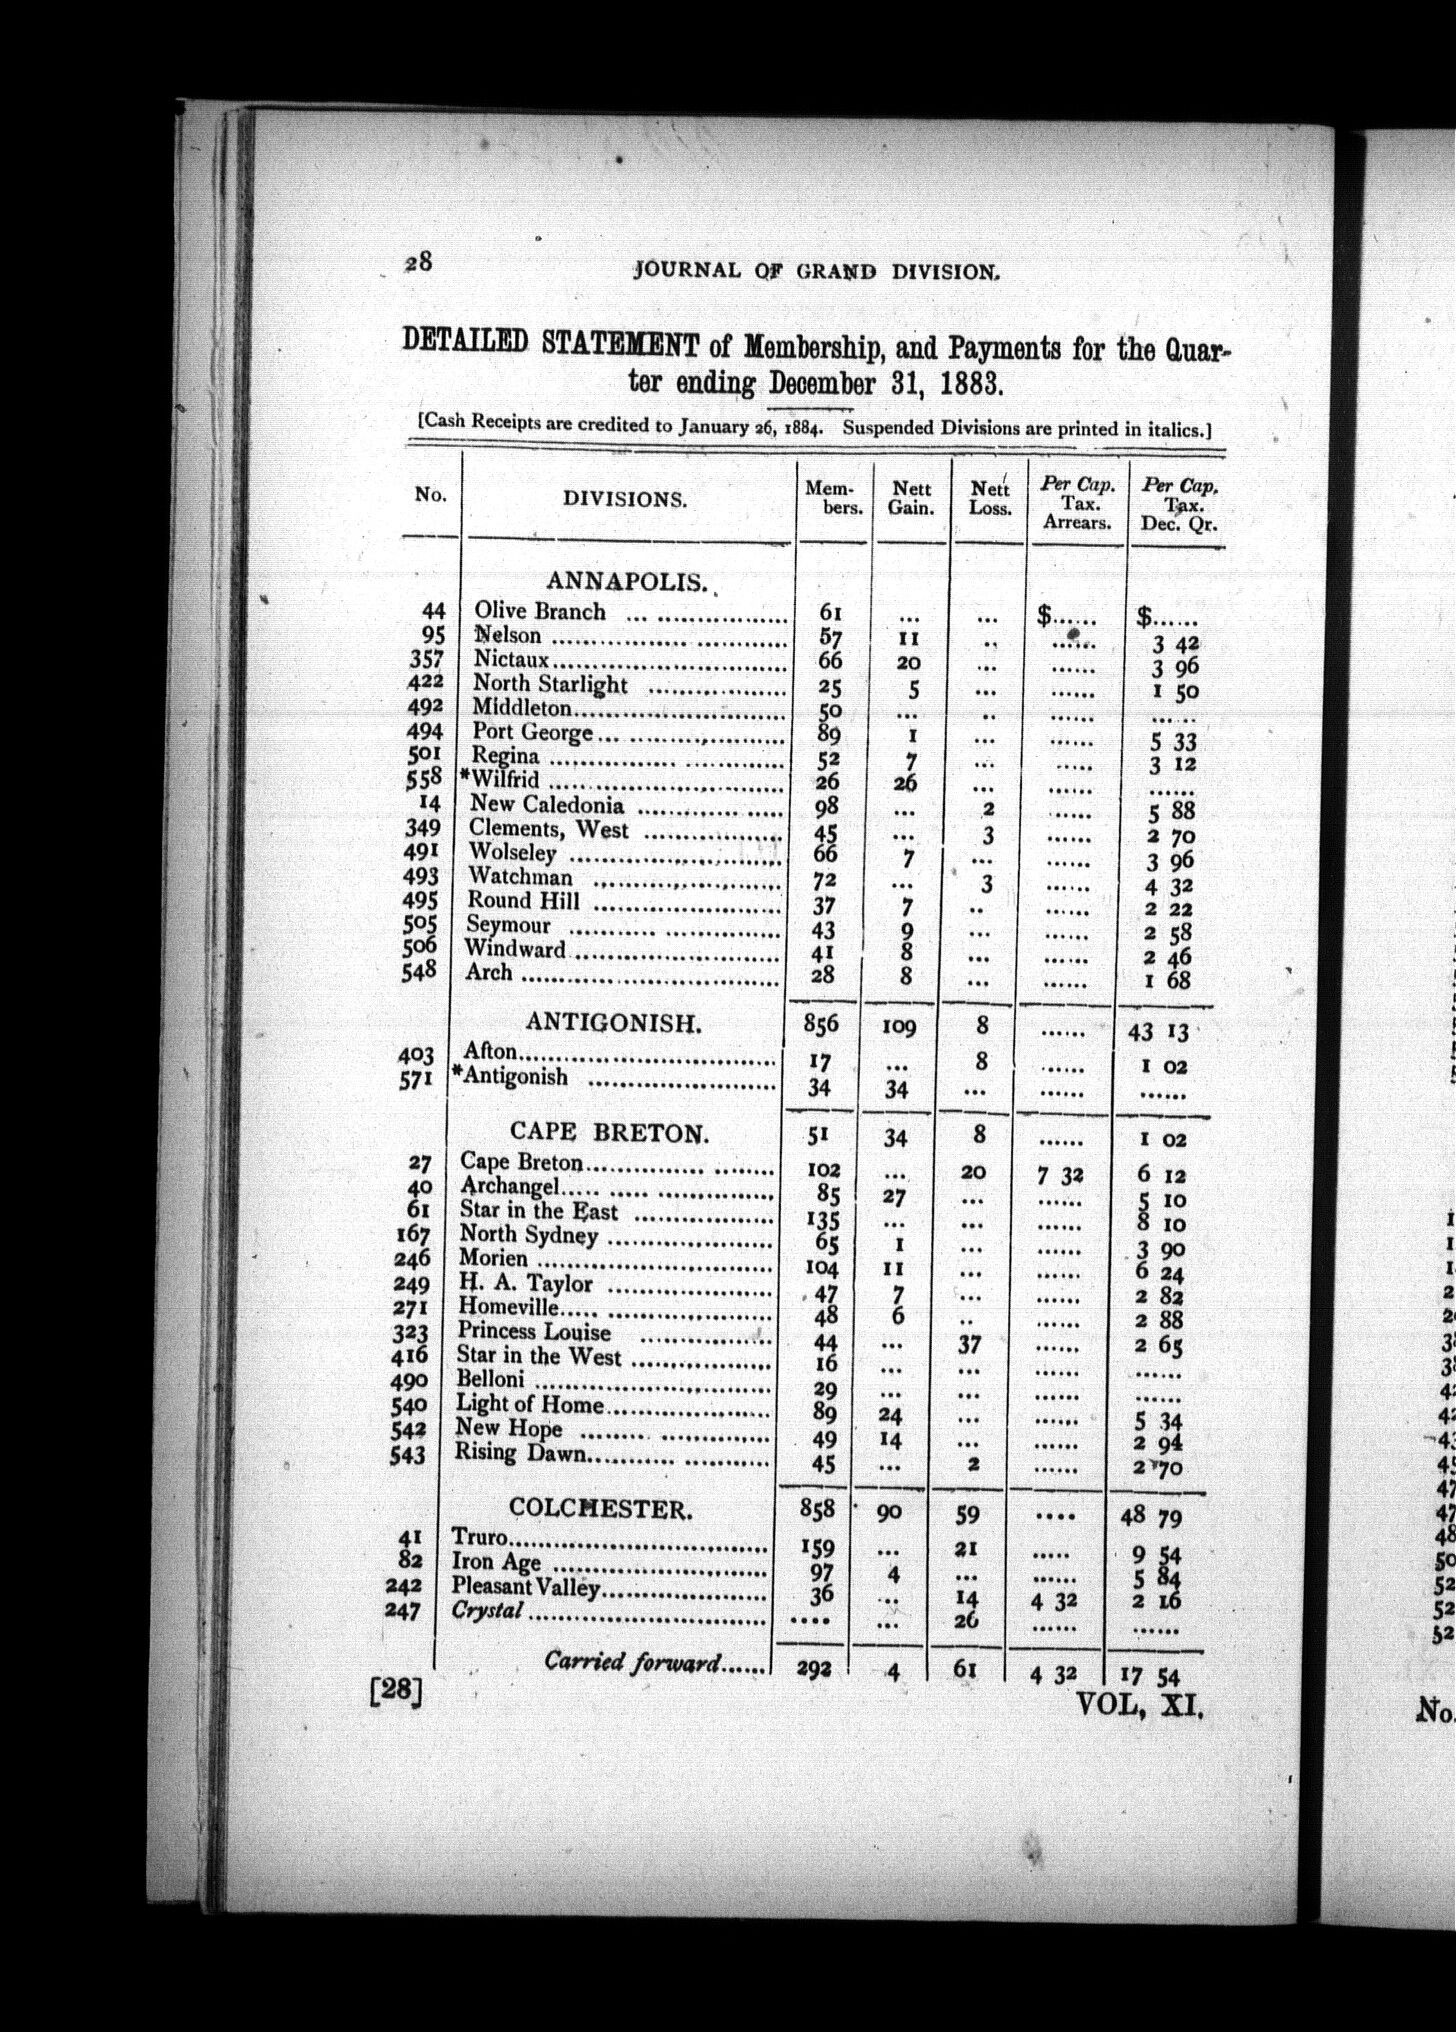 28 JOURNAL OF GRAND DIVISION.
DETAILED STATEMENT of Membership, and Payments for the Quar-
ter ending December 31, 1883.
[Cash Receipts are credited to January 26, 1884. Suspended Divisions are printed in italics.]
No. DIVISIONS. Mem-bers. Nett Gain. Nett Loss. Per Cap. Tax. Arrears. Per Cap. Tax. Dec. Qr.
ANNAPOLIS.
44 Olive Branch ... ................. 61 ... ... $...... $......
95 Nelson .................. ............ 57 11 .. ...... 3 42
357 Nictaux.............................. 66 20 ... ...... 3 96
422 North Starlight .................. 25 5 ... ...... 1 50
492 Middleton........................... 50 ... .. ...... ......
494 Port George... .................... 89 1 ... ...... 5 33
501 Regina ................ ............. 52 7 ... ..... 3 12
558 *Wilfrid .............................. 26 26 ... ...... ......
14 New Caledonia .............. ..... 98 ... 2 ...... 5 88
349 Clements, West .................. 45 ... 3 ...... 2 70
491 Wolseley ........................... 66 7 ... ...... 3 96
493 Watchman ........................ 72 ... 3 ...... 4 32
495 Round Hill ........................ 37 7 .. ...... 2 22
505 Seymour ........... ............... 43 9 ... ...... 2 58
506 Windward........................... 41 8 ... ...... 2 46
548 Arch ................................. 28 8 ... ...... 1 68
ANTIGONISH. 856 109 8 ...... 43 13
403 Afton................................. 17 ... 8 ...... 1 02
571 *Antigonish ........................ 34 34 ... ...... ......
CAPE BRETON. 51 34 8 ...... 1 02
27 Cape Breton............... ........ 102 ... 20 7 32 6 12
40 Archangel..... ..... ............... 85 27 ... ...... 5 10
61 Star in the East .................. 135 ... ... ...... 8 10
167 North Sydney ..................... 65 1 ... ...... 3 90
246 Morien .............................. 104 11 ... ...... 6 24
249 H. A. Taylor ..................... 47 7 ... ...... 2 82
271 Homeville..... ..................... 48 6 .. ...... 2 88
323 Princess Louise ................. 44 ... 37 ...... 2 65
416 Star in the West .................. 16 ... ... ...... ......
490 Belloni .............................. 29 ... ... ...... ......
540 Light of Home..................... 89 24 ... ...... 5 34
542 New Hope ......... .............. 49 14 ... ...... 2 94
543 Rising Dawn............ ........... 45 ... 2 ...... 2 70
COLCHESTER. 858 90 59 .... 48 79
41 Truro................................. 159 ... 21 ..... 9 54
82 Iron Age ........................... 97 4 ... ...... 5 84
242 Pleasant Valley..................... 36 ... 14 4 32 2 16
247 Crystal .............................. .... ... 26 ...... ......
Carried forward...... 292 4 61 4 32 17 54
[28] VOL, XI.
No.